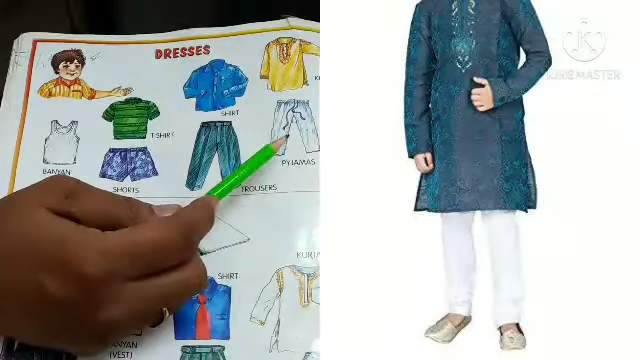 DRESSES
SHIRT
T SHIRT
BANYAN
PYJAMAS
SHORTS
TROUSERS
SHIRT
KURTA
(VEST)
KINEMASTER